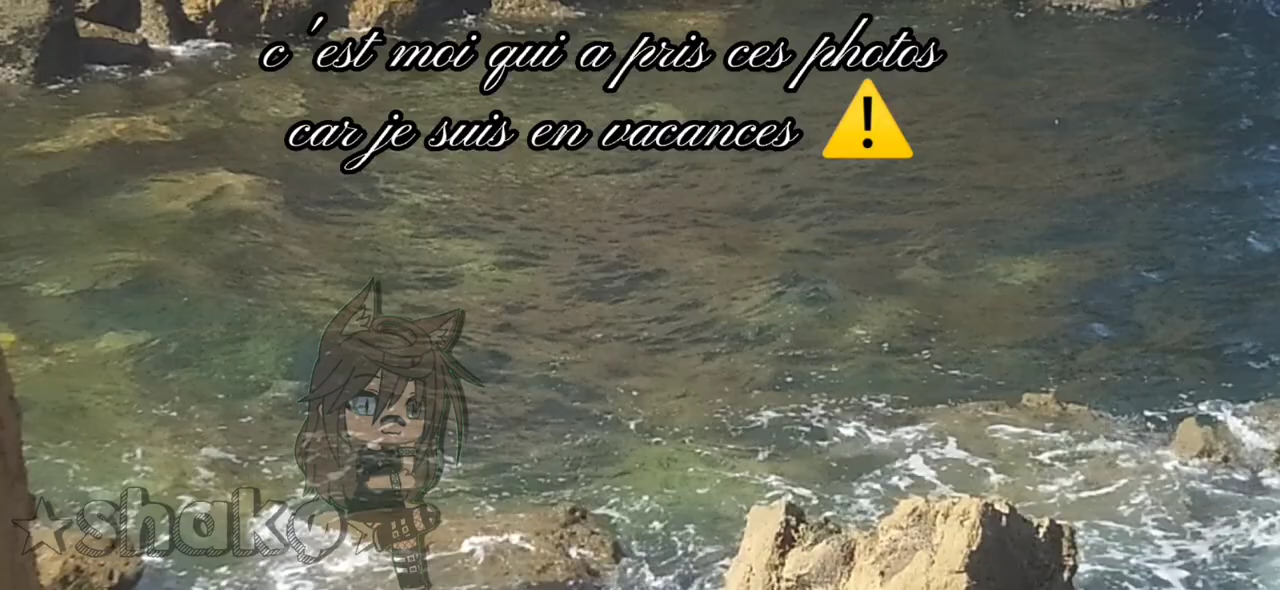 c'est moi qui a pris ces photos
car je suis en vacances ⚠️
★shako★